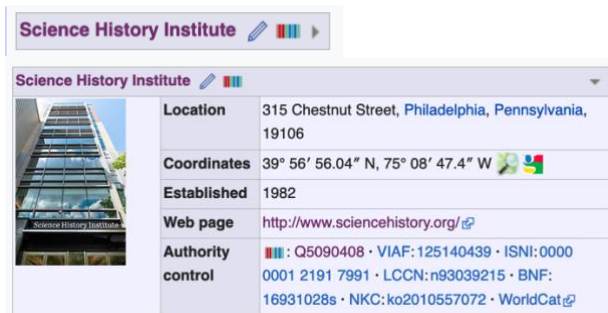 Science History Institute
Science History Institute
Science History Institute
Location
315 Chestnut Street, Philadelphia, Pennsylvania,
19106
Coordinates
39° 56′ 56.04″ N, 75° 08′ 47.4″ W
Established
1982
Web page
http://www.sciencehistory.org/
Authority
control
: Q5090408 · VIAF:125140439 · ISNI:0000
0001 2191 7991 · LCCN:n93039215 · BNF:
16931028s · NKC:ko2010557072 · WorldCat